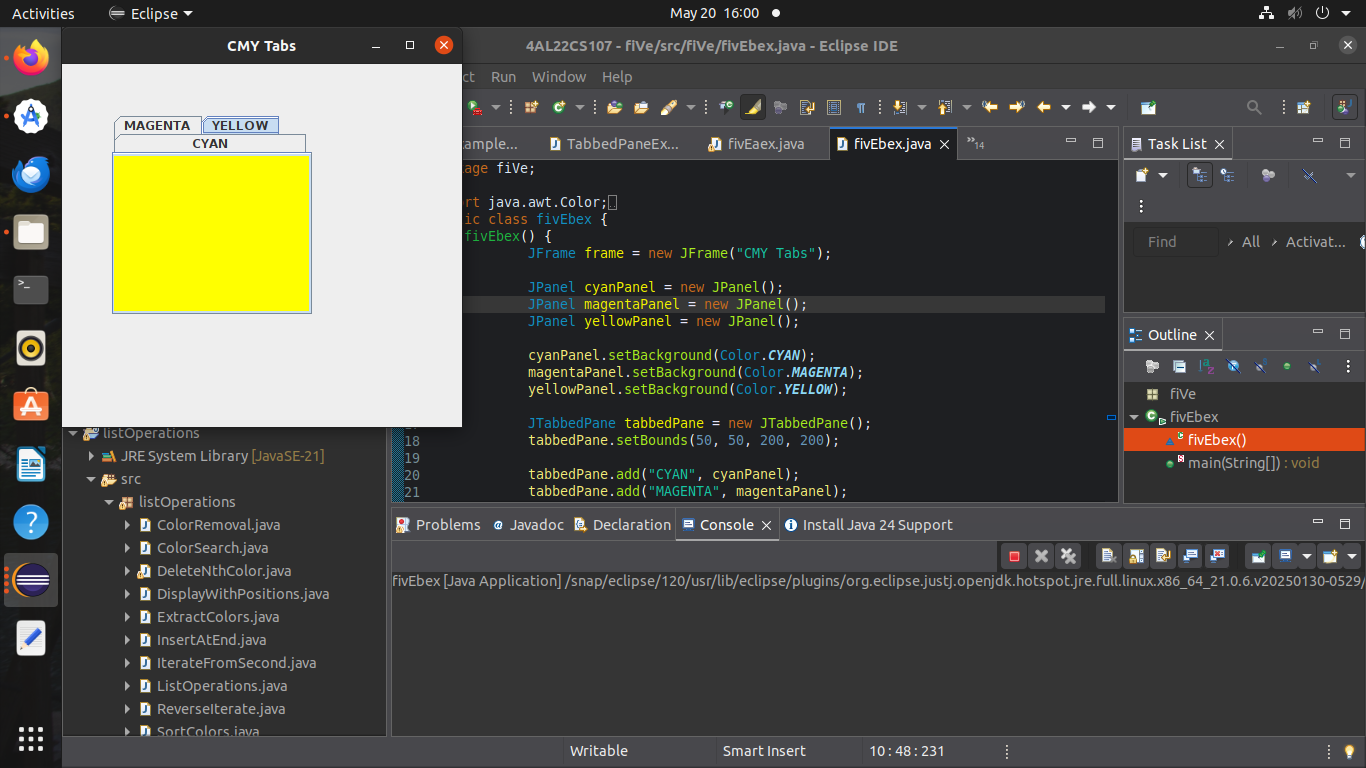 Activities
Eclipse
May 20 16:00
CMY Tabs
4AL22CS107 - fiVe/src/fiVe/fivEbex.java - Eclipse IDE
MAGENTA
YELLOW
CYAN
ct Run Window Help
ample...
TabbedPaneEx...
fivEaex.java
fivEbex.java
14
age fiVe;
rt java.awt.Color;
ic class fivEbex {
fivEbex() {
JFrame frame = new JFrame("CMY Tabs");
JPanel cyanPanel = new JPanel();
JPanel magentaPanel = new JPanel();
JPanel yellowPanel = new JPanel();
cyanPanel.setBackground(Color.CYAN);
magentaPanel.setBackground(Color.MAGENTA);
yellowPanel.setBackground(Color.YELLOW);
JTabbedPane tabbedPane = new JTabbedPane();
18 tabbedPane.setBounds(50, 50, 200, 200);
19
20 tabbedPane.add("CYAN", cyanPanel);
21 tabbedPane.add("MAGENTA", magentaPanel);
Task List
Find
All
Activat...
Outline
fiVe
fivEbex
fivEbex()
main(String[]) : void
listOperations
JRE System Library [JavaSE-21]
src
listOperations
ColorRemoval.java
ColorSearch.java
DeleteNthColor.java
DisplayWithPositions.java
ExtractColors.java
InsertAtEnd.java
IterateFromSecond.java
ListOperations.java
ReverseIterate.java
SortColors.java
Problems
Javadoc
Declaration
Console
Install Java 24 Support
fivEbex [Java Application] /snap/eclipse/120/usr/lib/eclipse/plugins/org.eclipse.justj.openjdk.hotspot.jre.full.linux.x86_64_21.0.6.v20250130-0529/
Writable
Smart Insert
10 : 48 : 231